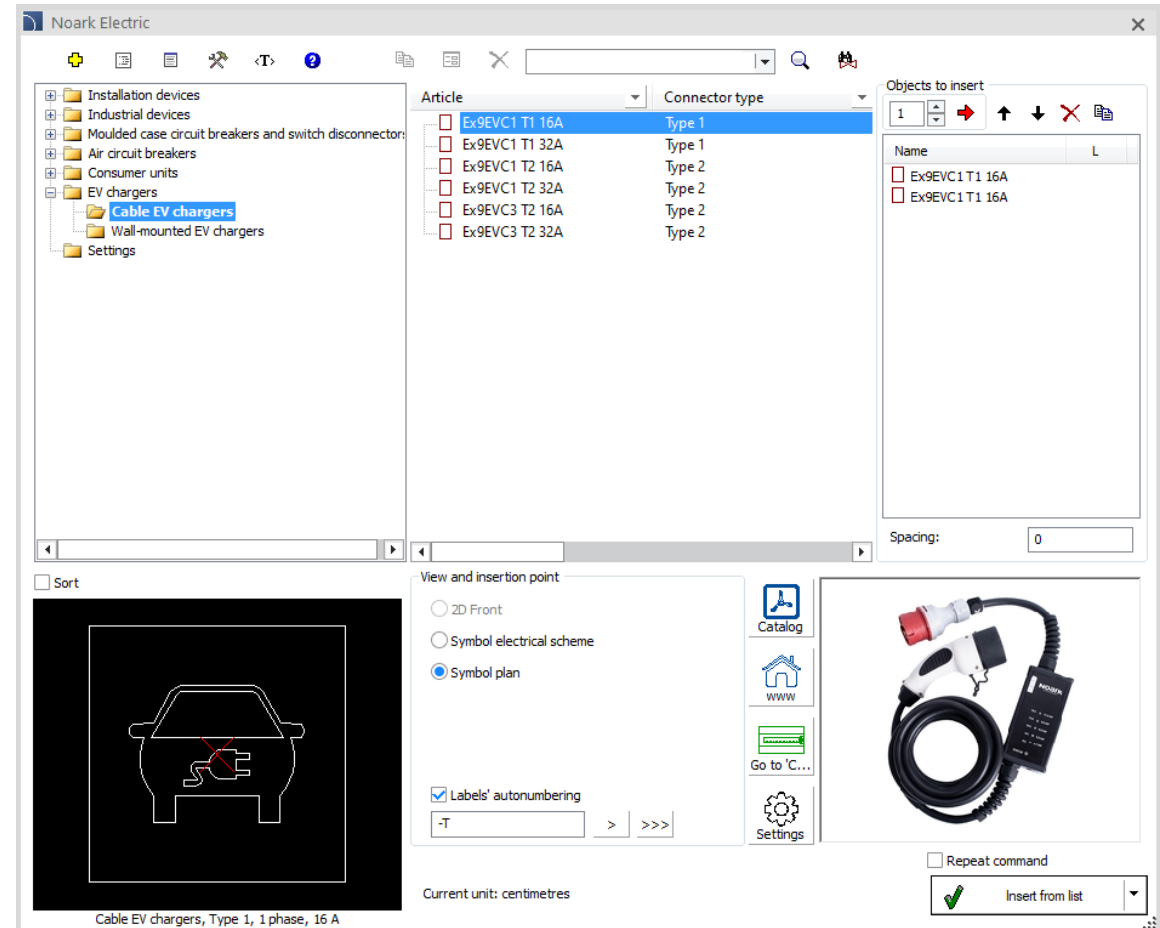 Noark Electric
‹T›
?
Installation devices
Industrial devices
Moulded case circuit breakers and switch disconnector:
Air circuit breakers
Consumer units
EV chargers
Cable EV chargers
Wall-mounted EV chargers
Settings
Article Connector type
Ex9EVC1 T1 16A Type 1
Ex9EVC1 T1 32A Type 1
Ex9EVC1 T2 16A Type 2
Ex9EVC1 T2 32A Type 2
Ex9EVC3 T2 16A Type 2
Ex9EVC3 T2 32A Type 2
Objects to insert
1
Name L
Ex9EVC1 T1 16A
Ex9EVC1 T1 16A
Spacing: 0
Sort
Cable EV chargers, Type 1, 1 phase, 16 A
View and insertion point
2D Front
Symbol electrical scheme
Symbol plan
Labels' autonumbering
-T > >>>
Current unit: centimetres
Catalog
www
Go to 'C...
Settings
NOARK
Repeat command
Insert from list